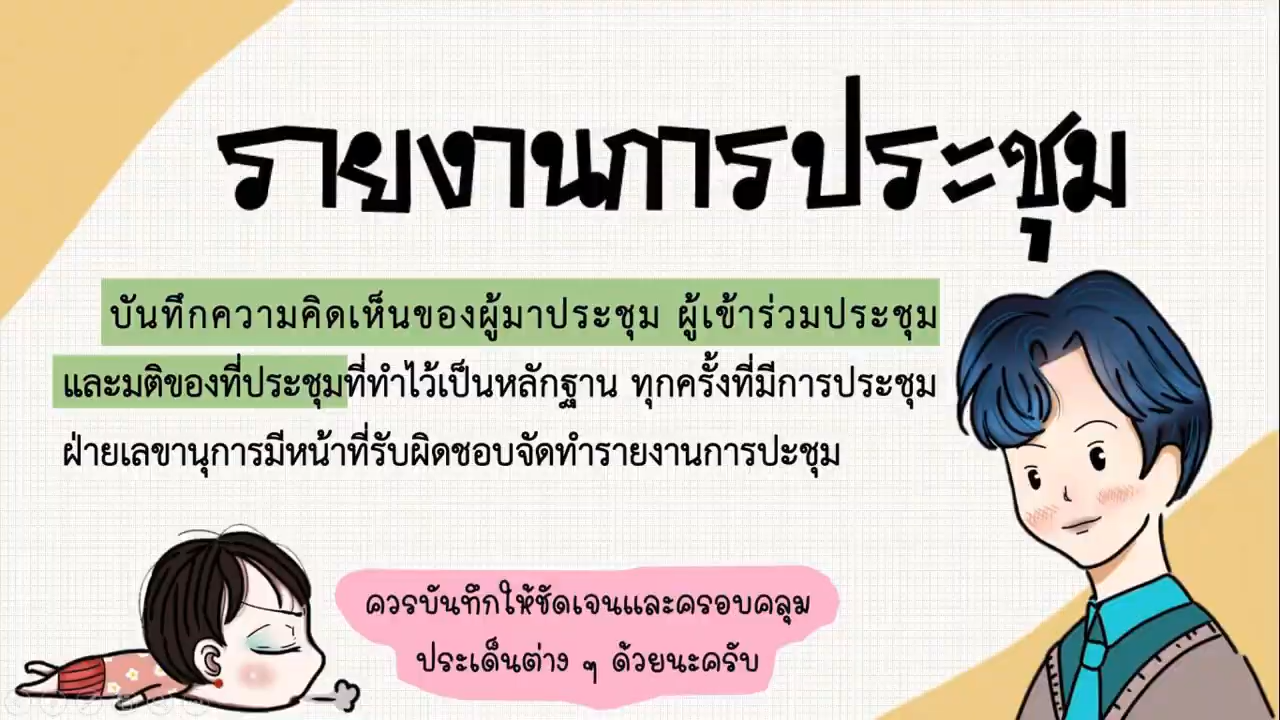 รายงานการประชุม
บันทึกความคิดเห็นของผู้มาประชุม ผู้เข้าร่วมประชุม
และมติของที่ประชุมที่ทำไว้เป็นหลักฐาน ทุกครั้งที่มีการประชุม
ฝ่ายเลขานุการมีหน้าที่รับผิดชอบจัดทำรายงานการปะชุม
ควรบันทึกให้ชัดเจนและครอบคลุม
ประเด็นต่าง ๆ ด้วยนะครับ